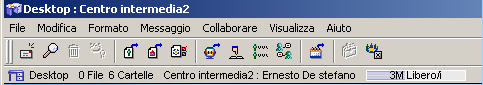 Desktop : Centro intermedia2
File Modifica Formato Messaggio Collaborare Visualizza Aiuto
Desktop 0 File 6 Cartelle Centro intermedia2 : Ernesto De stefano 3M Libero/i